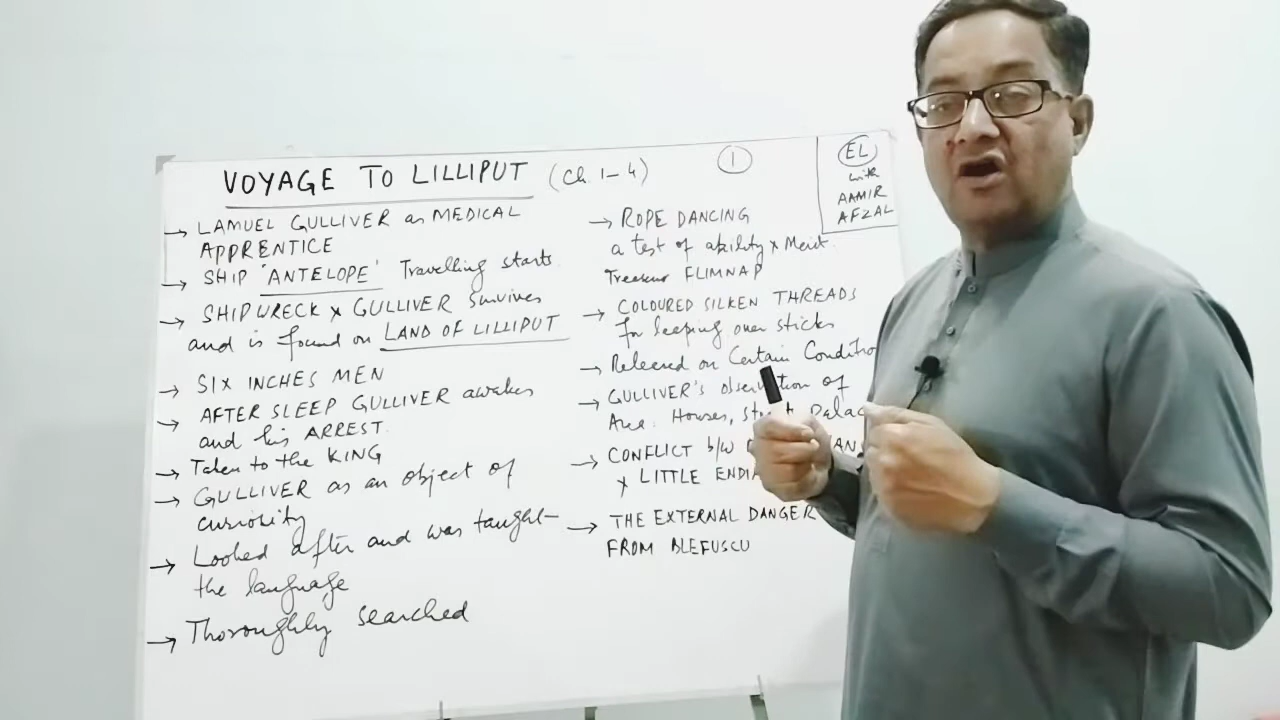 VOYAGE TO LILLIPUT (Ch. 1-4)
①
EL
with
AAMIR
AFZAL
→ LAMUEL GULLIVER as MEDICAL
APPRENTICE
→ SHIP 'ANTELOPE' Travelling starts
→ SHIPWRECK & GULLIVER Survives
and is found on LAND OF LILLIPUT
→ SIX INCHES MEN
→ AFTER SLEEP GULLIVER awakes
and his ARREST.
→ Taken to the KING
→ GULLIVER as an object of
curiosity
→ Looked after and was taught
the language
→ Thoroughly searched
→ ROPE DANCING
a test of ability & Merit.
FLIMNAP
→ COLOURED SILKEN THREADS
for leaping over sticks
→ Released on Certain
→ GULLIVER'S of
Area. Houses,
→ CONFLICT b/w
& LITTLE
→ THE EXTERNAL DANGER
FROM BLEFUSCU